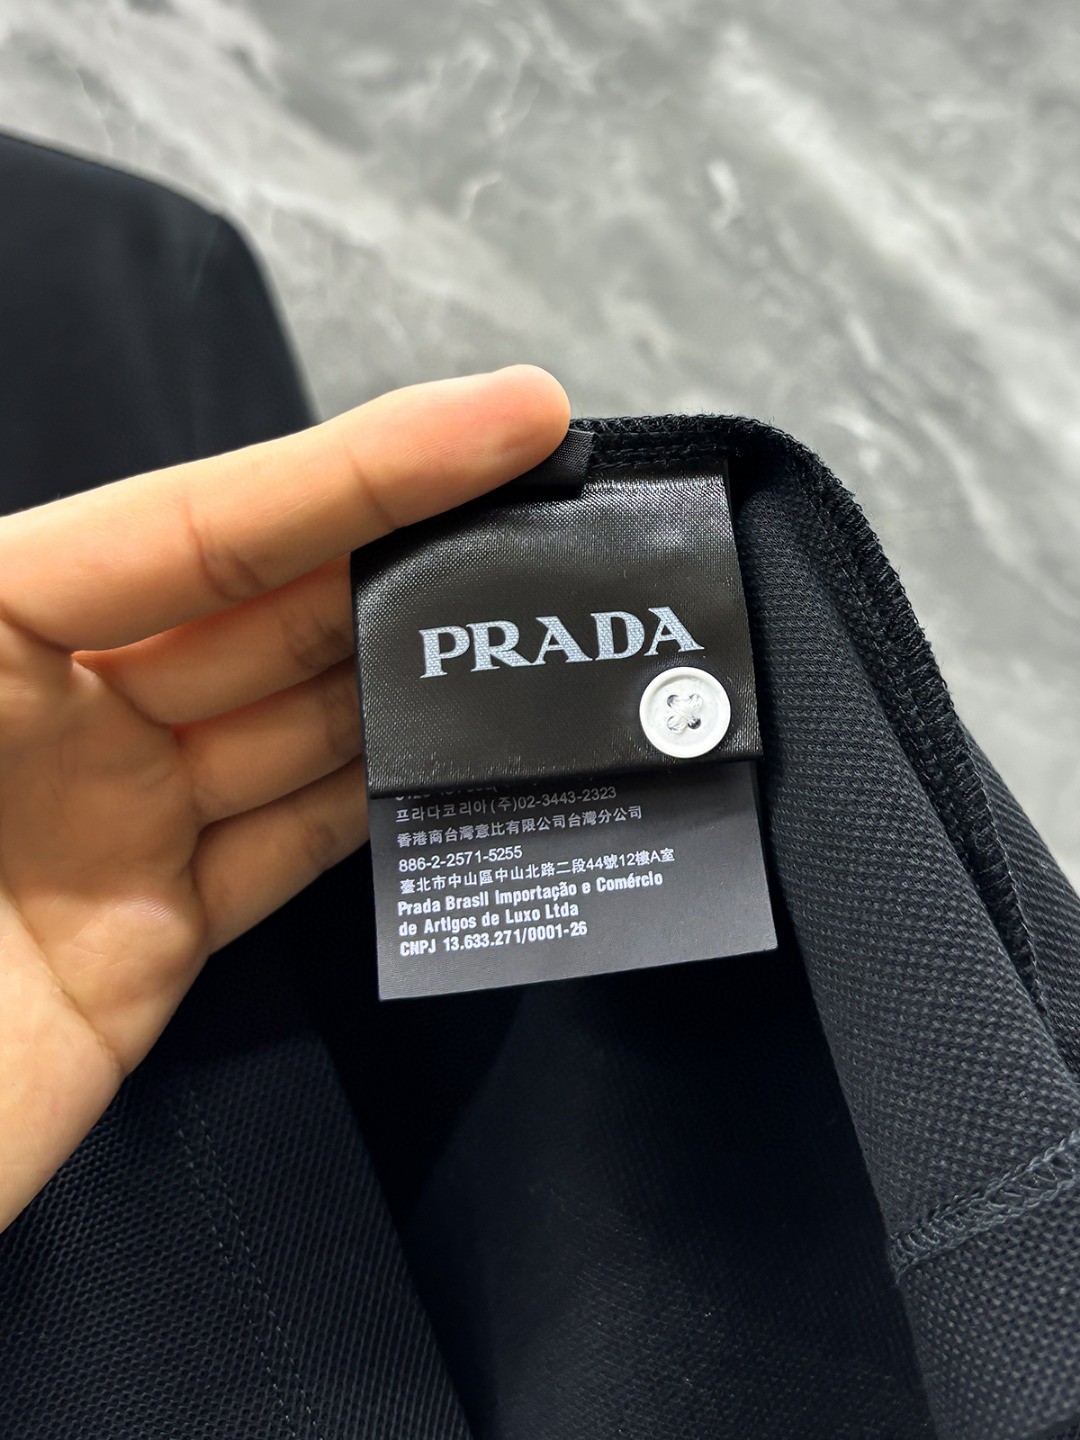 PRADA
프라다코리아(주)02-3443-2323
香港商台灣意比有限公司台灣分公司
886-2-2571-5255
臺北市中山區中山北路二段44號12樓A室
Prada Brasil Importação e Comércio
de Artigos de Luxo Ltda
CNPJ 13.633.271/0001-26